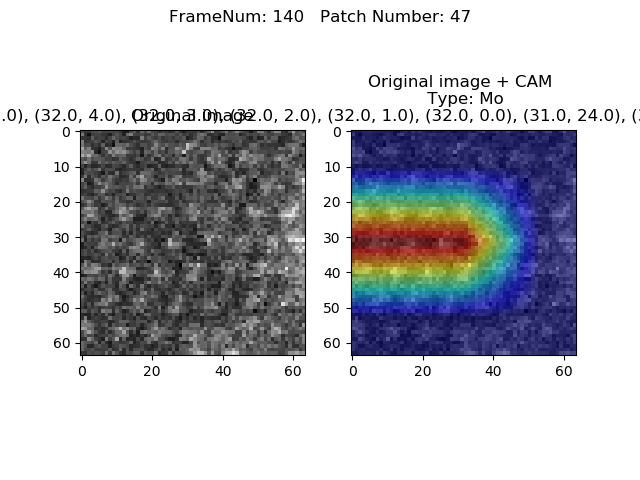 FrameNum: 140   Patch Number: 47
Original image + CAM
Type: Mo
.0), (32.0, 4.0), (32.0, 3.0), (32.0, 2.0), (32.0, 1.0), (32.0, 0.0), (31.0, 24.0), (3
Original image
0
10
20
30
40
50
60
0 20 40 60
0
10
20
30
40
50
60
0 20 40 60